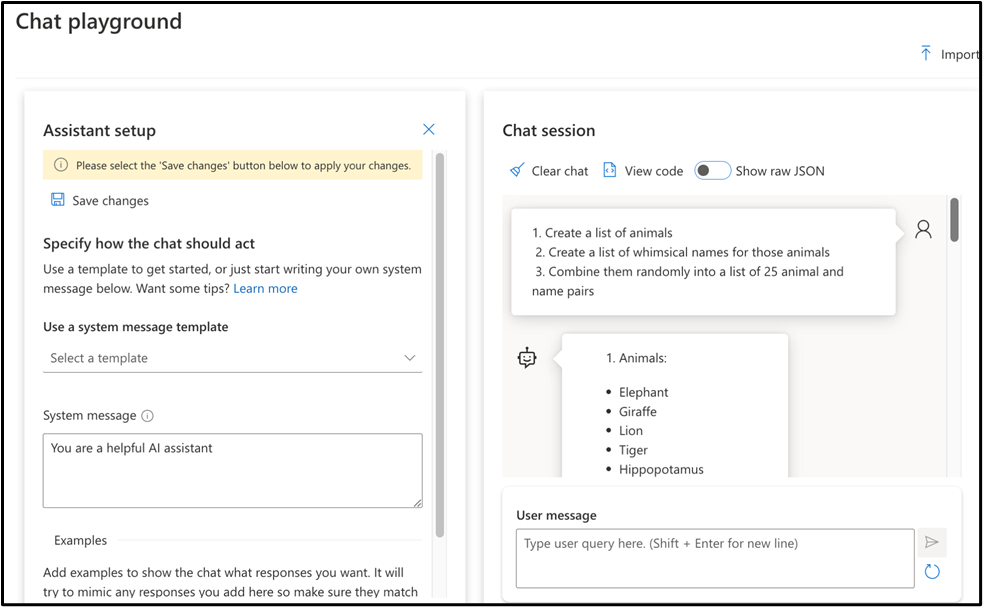 Chat playground
Import
Assistant setup
Please select the 'Save changes' button below to apply your changes.
Save changes
Specify how the chat should act
Use a template to get started, or just start writing your own system
message below. Want some tips? Learn more
Use a system message template
Select a template
System message
You are a helpful AI assistant
Examples
Add examples to show the chat what responses you want. It will
try to mimic any responses you add here so make sure they match
Chat session
Clear chat View code Show raw JSON
1. Create a list of animals
2. Create a list of whimsical names for those animals
3. Combine them randomly into a list of 25 animal and
name pairs
1. Animals:
• Elephant
• Giraffe
• Lion
• Tiger
• Hippopotamus
User message
Type user query here. (Shift + Enter for new line)